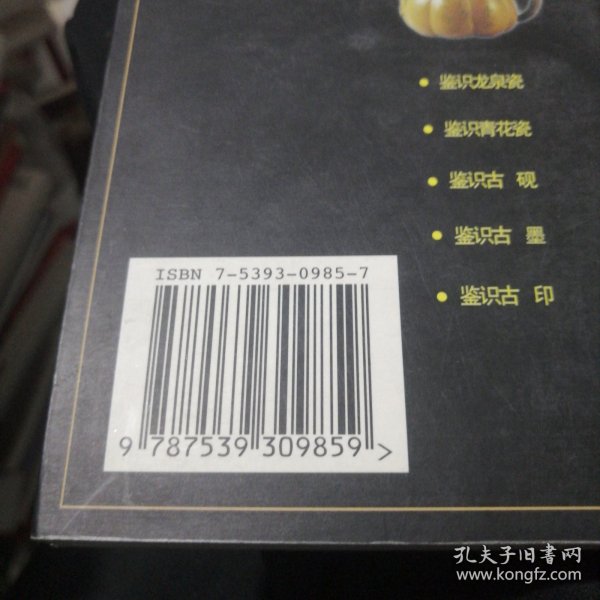 鉴识龙泉瓷
鉴识青花瓷
鉴识古 砚
鉴识古 墨
鉴识古 印
ISBN 7-5393-0985-7
9 787539 309859 >
孔夫子旧书网
www.kongfz.com